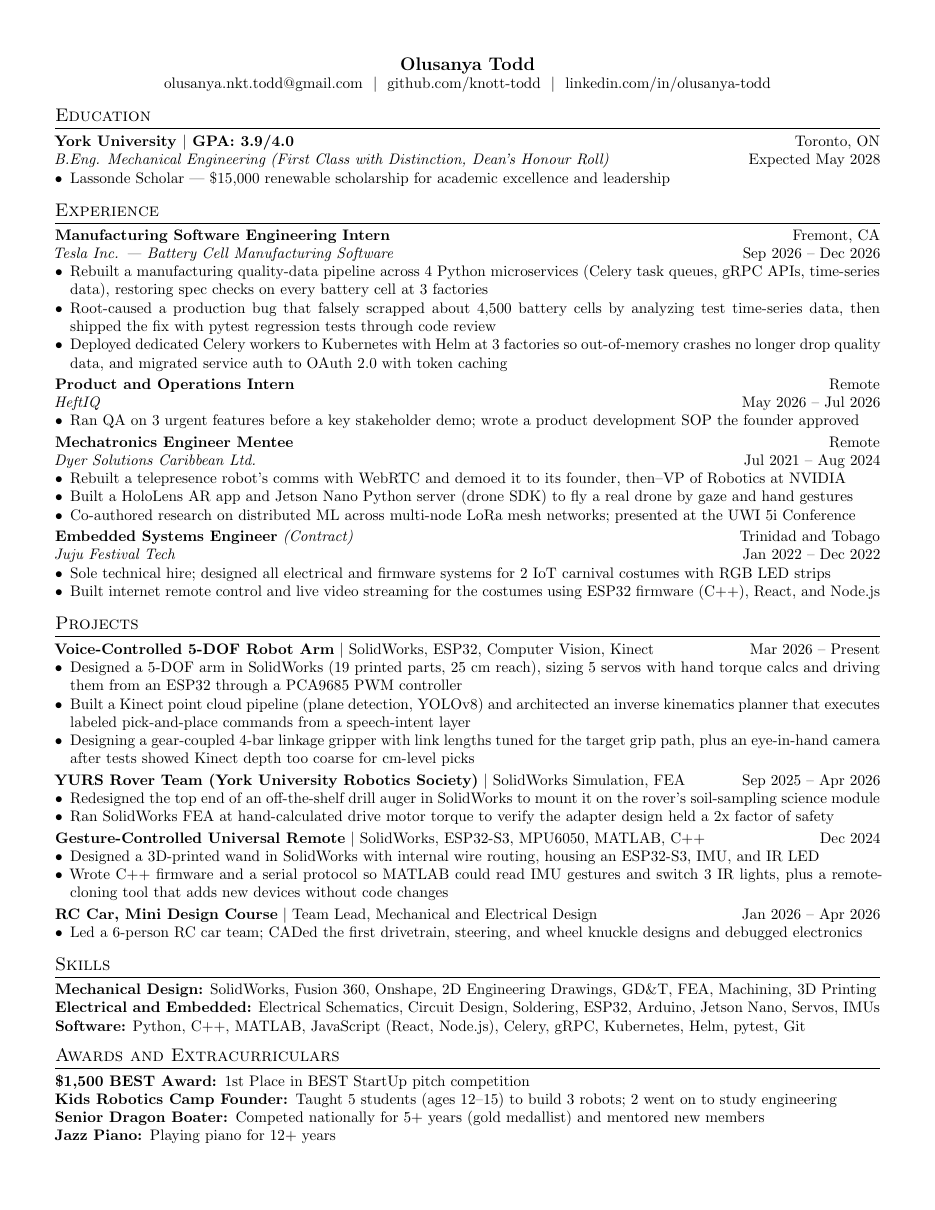 Olusanya Todd
olusanya.nkt.todd@gmail.com | github.com/knott-todd | linkedin.com/in/olusanya-todd
Education
York University | GPA: 3.9/4.0 Toronto, ON
B.Eng. Mechanical Engineering (First Class with Distinction, Dean's Honour Roll) Expected May 2028
• Lassonde Scholar — $15,000 renewable scholarship for academic excellence and leadership
Experience
Manufacturing Software Engineering Intern Fremont, CA
Tesla Inc. — Battery Cell Manufacturing Software Sep 2026 – Dec 2026
• Rebuilt a manufacturing quality-data pipeline across 4 Python microservices (Celery task queues, gRPC APIs, time-series
data), restoring spec checks on every battery cell at 3 factories
• Root-caused a production bug that falsely scrapped about 4,500 battery cells by analyzing test time-series data, then
shipped the fix with pytest regression tests through code review
• Deployed dedicated Celery workers to Kubernetes with Helm at 3 factories so out-of-memory crashes no longer drop quality
data, and migrated service auth to OAuth 2.0 with token caching
Product and Operations Intern Remote
HeftIQ May 2026 – Jul 2026
• Ran QA on 3 urgent features before a key stakeholder demo; wrote a product development SOP the founder approved
Mechatronics Engineer Mentee Remote
Dyer Solutions Caribbean Ltd. Jul 2021 – Aug 2024
• Rebuilt a telepresence robot's comms with WebRTC and demoed it to its founder, then–VP of Robotics at NVIDIA
• Built a HoloLens AR app and Jetson Nano Python server (drone SDK) to fly a real drone by gaze and hand gestures
• Co-authored research on distributed ML across multi-node LoRa mesh networks; presented at the UWI 5i Conference
Embedded Systems Engineer (Contract) Trinidad and Tobago
Juju Festival Tech Jan 2022 – Dec 2022
• Sole technical hire; designed all electrical and firmware systems for 2 IoT carnival costumes with RGB LED strips
• Built internet remote control and live video streaming for the costumes using ESP32 firmware (C++), React, and Node.js
Projects
Voice-Controlled 5-DOF Robot Arm | SolidWorks, ESP32, Computer Vision, Kinect Mar 2026 – Present
• Designed a 5-DOF arm in SolidWorks (19 printed parts, 25 cm reach), sizing 5 servos with hand torque calcs and driving
them from an ESP32 through a PCA9685 PWM controller
• Built a Kinect point cloud pipeline (plane detection, YOLOv8) and architected an inverse kinematics planner that executes
labeled pick-and-place commands from a speech-intent layer
• Designing a gear-coupled 4-bar linkage gripper with link lengths tuned for the target grip path, plus an eye-in-hand camera
after tests showed Kinect depth too coarse for cm-level picks
YURS Rover Team (York University Robotics Society) | SolidWorks Simulation, FEA Sep 2025 – Apr 2026
• Redesigned the top end of an off-the-shelf drill auger in SolidWorks to mount it on the rover's soil-sampling science module
• Ran SolidWorks FEA at hand-calculated drive motor torque to verify the adapter design held a 2x factor of safety
Gesture-Controlled Universal Remote | SolidWorks, ESP32-S3, MPU6050, MATLAB, C++ Dec 2024
• Designed a 3D-printed wand in SolidWorks with internal wire routing, housing an ESP32-S3, IMU, and IR LED
• Wrote C++ firmware and a serial protocol so MATLAB could read IMU gestures and switch 3 IR lights, plus a remote-
cloning tool that adds new devices without code changes
RC Car, Mini Design Course | Team Lead, Mechanical and Electrical Design Jan 2026 – Apr 2026
• Led a 6-person RC car team; CADed the first drivetrain, steering, and wheel knuckle designs and debugged electronics
Skills
Mechanical Design: SolidWorks, Fusion 360, Onshape, 2D Engineering Drawings, GD&T, FEA, Machining, 3D Printing
Electrical and Embedded: Electrical Schematics, Circuit Design, Soldering, ESP32, Arduino, Jetson Nano, Servos, IMUs
Software: Python, C++, MATLAB, JavaScript (React, Node.js), Celery, gRPC, Kubernetes, Helm, pytest, Git
Awards and Extracurriculars
$1,500 BEST Award: 1st Place in BEST StartUp pitch competition
Kids Robotics Camp Founder: Taught 5 students (ages 12–15) to build 3 robots; 2 went on to study engineering
Senior Dragon Boater: Competed nationally for 5+ years (gold medallist) and mentored new members
Jazz Piano: Playing piano for 12+ years